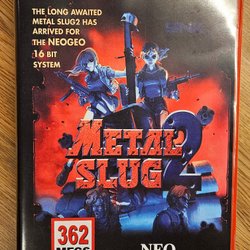 THE LONG AWAITED
METAL SLUG2 HAS
ARRIVED FOR
THE NEOGEO
16 BIT
SYSTEM
METAL
SLUG 2
362
MEGS
NEO